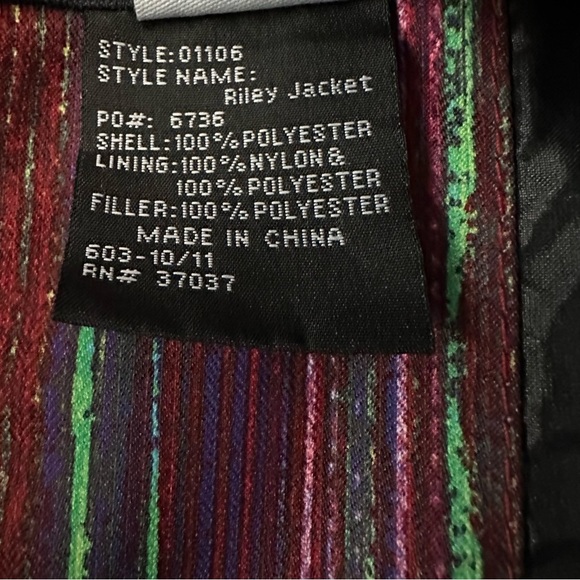 STYLE:01106
STYLE NAME:
Riley Jacket
PO#: 6736
SHELL:100%POLYESTER
LINING:100%NYLON&
100%POLYESTER
FILLER:100%POLYESTER
MADE IN CHINA
603-10/11
RN# 37037